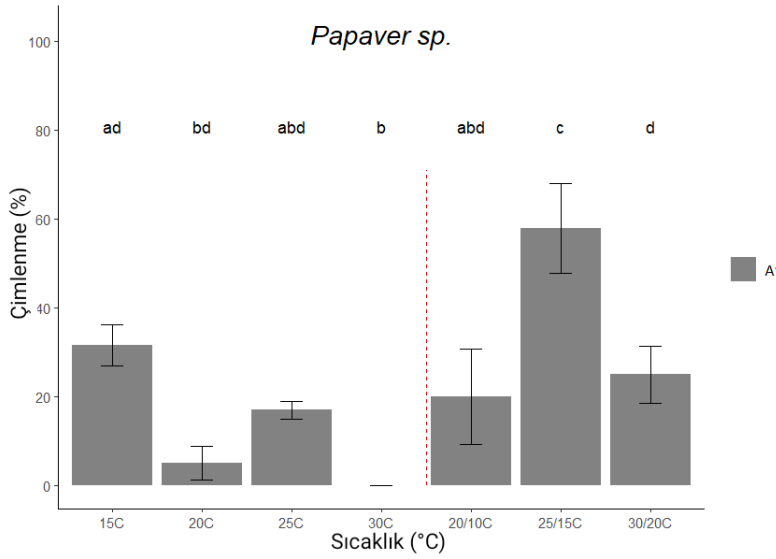 Papaver sp.
100
80
60
40
20
0
Çimlenme (%)
ad bd abd b abd c d
15C 20C 25C 30C 20/10C 25/15C 30/20C
Sıcaklık (°C)